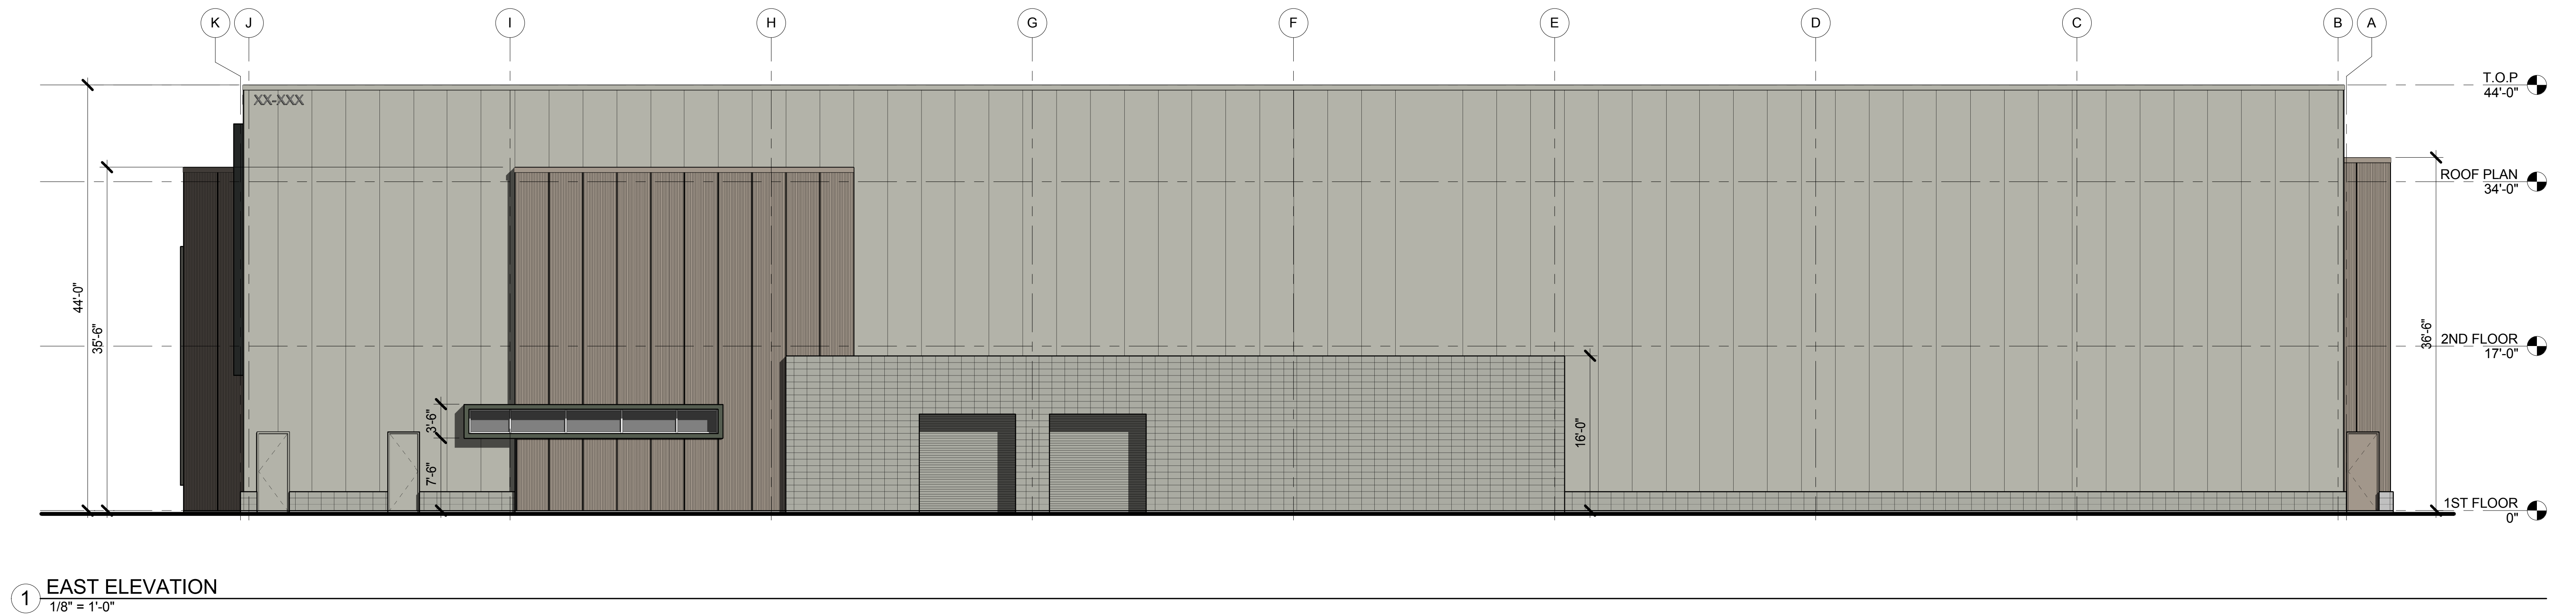 K J I H G F E D C B A
T.O.P
44'-0"
XX-XXX
ROOF PLAN
34'-0"
44'-0"
35'-6"
36'-6"
2ND FLOOR
17'-0"
3'-6"
16'-0"
7'-6"
1ST FLOOR
0"
1 EAST ELEVATION
1/8" = 1'-0"